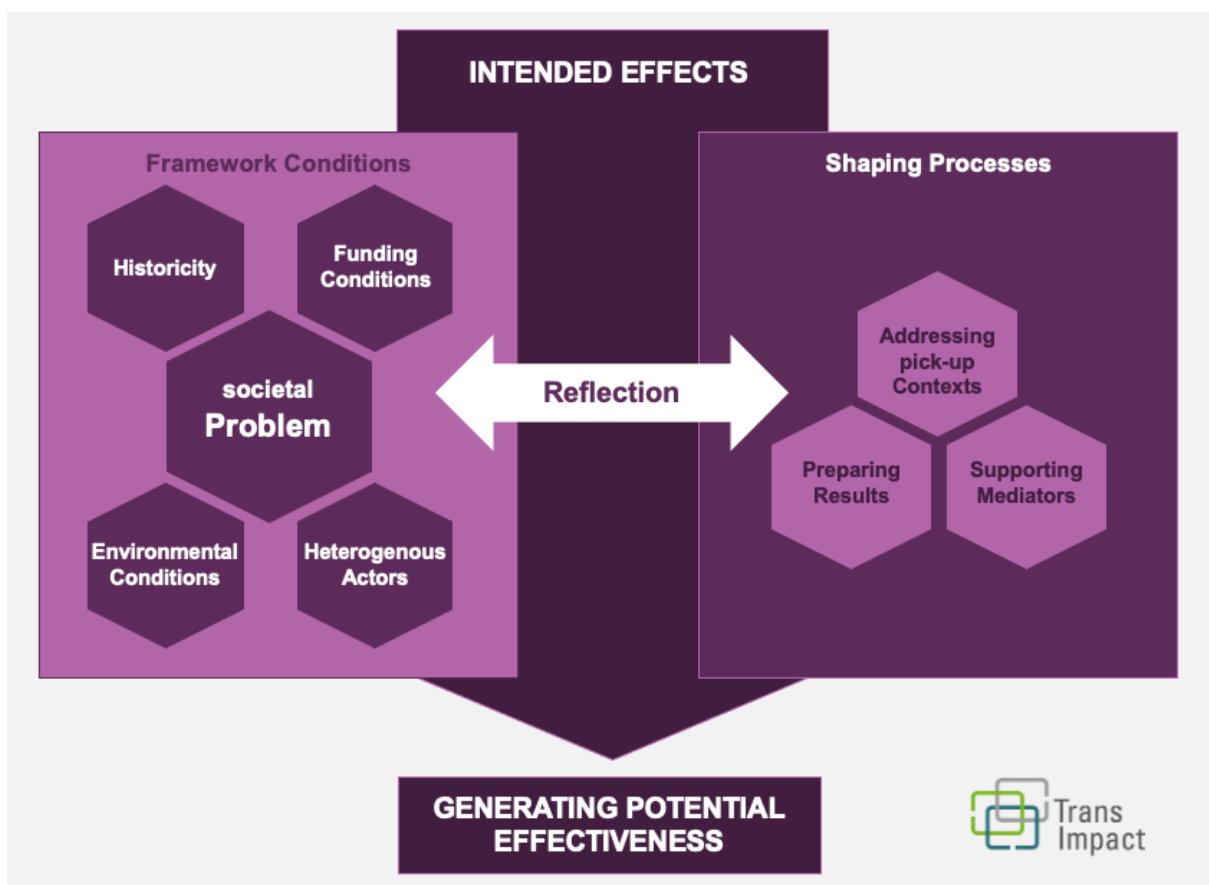 INTENDED EFFECTS
Framework Conditions
Historicity
Funding
Conditions
societal
Problem
Environmental
Conditions
Heterogenous
Actors
Reflection
Shaping Processes
Addressing
pick-up
Contexts
Preparing
Results
Supporting
Mediators
GENERATING POTENTIAL
EFFECTIVENESS
Trans
Impact